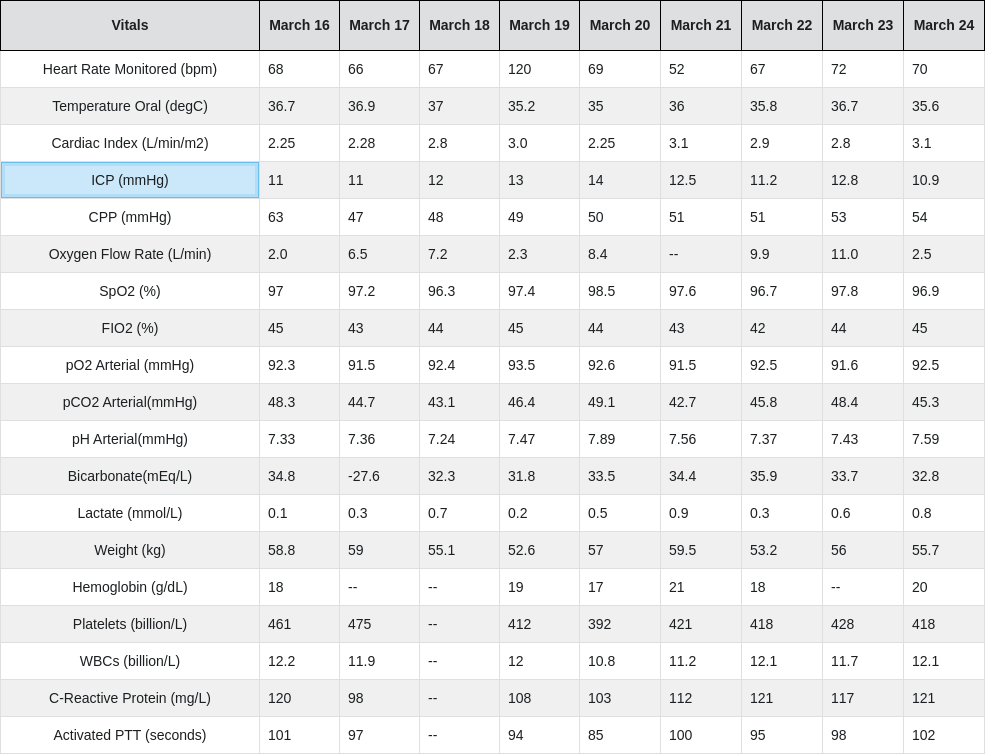 Vitals March 16 March 17 March 18 March 19 March 20 March 21 March 22 March 23 March 24
Heart Rate Monitored (bpm) 68 66 67 120 69 52 67 72 70
Temperature Oral (degC) 36.7 36.9 37 35.2 35 36 35.8 36.7 35.6
Cardiac Index (L/min/m2) 2.25 2.28 2.8 3.0 2.25 3.1 2.9 2.8 3.1
ICP (mmHg) 11 11 12 13 14 12.5 11.2 12.8 10.9
CPP (mmHg) 63 47 48 49 50 51 51 53 54
Oxygen Flow Rate (L/min) 2.0 6.5 7.2 2.3 8.4 -- 9.9 11.0 2.5
SpO2 (%) 97 97.2 96.3 97.4 98.5 97.6 96.7 97.8 96.9
FIO2 (%) 45 43 44 45 44 43 42 44 45
pO2 Arterial (mmHg) 92.3 91.5 92.4 93.5 92.6 91.5 92.5 91.6 92.5
pCO2 Arterial(mmHg) 48.3 44.7 43.1 46.4 49.1 42.7 45.8 48.4 45.3
pH Arterial(mmHg) 7.33 7.36 7.24 7.47 7.89 7.56 7.37 7.43 7.59
Bicarbonate(mEq/L) 34.8 -27.6 32.3 31.8 33.5 34.4 35.9 33.7 32.8
Lactate (mmol/L) 0.1 0.3 0.7 0.2 0.5 0.9 0.3 0.6 0.8
Weight (kg) 58.8 59 55.1 52.6 57 59.5 53.2 56 55.7
Hemoglobin (g/dL) 18 -- -- 19 17 21 18 -- 20
Platelets (billion/L) 461 475 -- 412 392 421 418 428 418
WBCs (billion/L) 12.2 11.9 -- 12 10.8 11.2 12.1 11.7 12.1
C-Reactive Protein (mg/L) 120 98 -- 108 103 112 121 117 121
Activated PTT (seconds) 101 97 -- 94 85 100 95 98 102